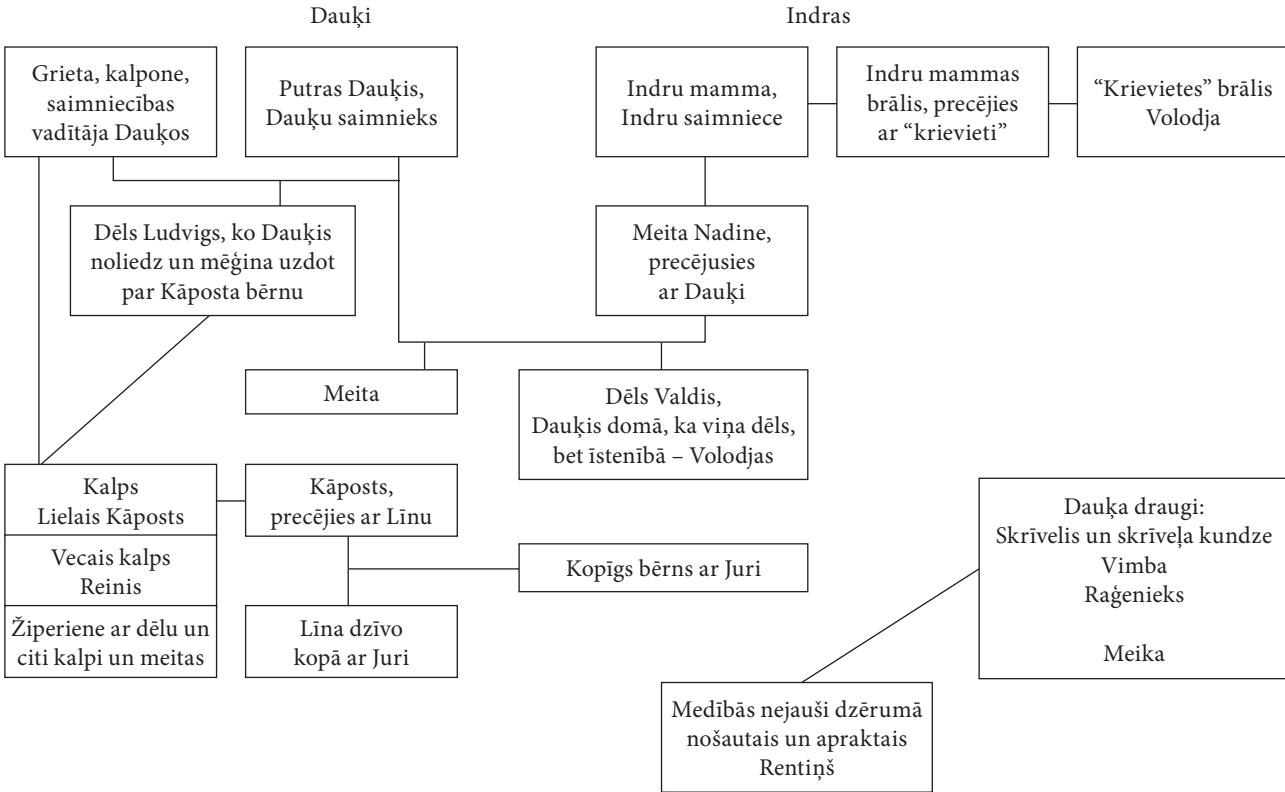 Dauķi
Indras
Grieta, kalpone,
saimniecības
vadītāja Dauķos
Putras Dauķis,
Dauķu saimnieks
Indru mamma,
Indru saimniece
Indru mammas
brālis, precējies
ar “krievieti”
“Krievietes” brālis
Volodja
Dēls Ludvigs, ko Dauķis
noliedz un mēģina uzdot
par Kāposta bērnu
Meita Nadine,
precējusies
ar Dauķi
Meita
Dēls Valdis,
Dauķis domā, ka viņa dēls,
bet īstenībā – Volodjas
Kalps
Lielais Kāposts
Kāposts,
precējies ar Līnu
Vecais kalps
Reinis
Kopīgs bērns ar Juri
Žiperiene ar dēlu un
citi kalpi un meitas
Līna dzīvo
kopā ar Juri
Dauķa draugi:
Skrīvelis un skrīveļa kundze
Vimba
Raģenieks
Meika
Medībās nejauši dzērumā
nošautais un apraktais
Rentiņš